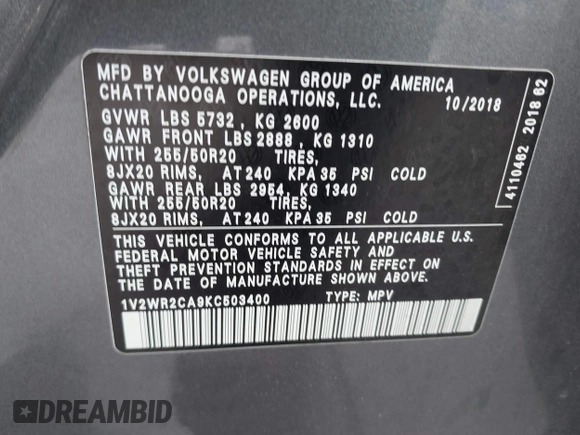 MFD BY VOLKSWAGEN GROUP OF AMERICA
CHATTANOOGA OPERATIONS, LLC. 10/2018
GVWR LBS 5732 , KG 2600
GAWR FRONT LBS 2888 , KG 1310
WITH 255/50R20 TIRES,
8JX20 RIMS, AT 240 KPA 35 PSI COLD
GAWR REAR LBS 2954, KG 1340
WITH 255/50R20 TIRES,
8JX20 RIMS, AT 240 KPA 35 PSI COLD
THIS VEHICLE CONFORMS TO ALL APPLICABLE U.S.
FEDERAL MOTOR VEHICLE SAFETY AND
THEFT PREVENTION STANDARDS IN EFFECT ON
THE DATE OF MANUFACTURE SHOWN ABOVE.
1V2WR2CA9KC503400 TYPE: MPV
4110462 2018 62
DREAMBID